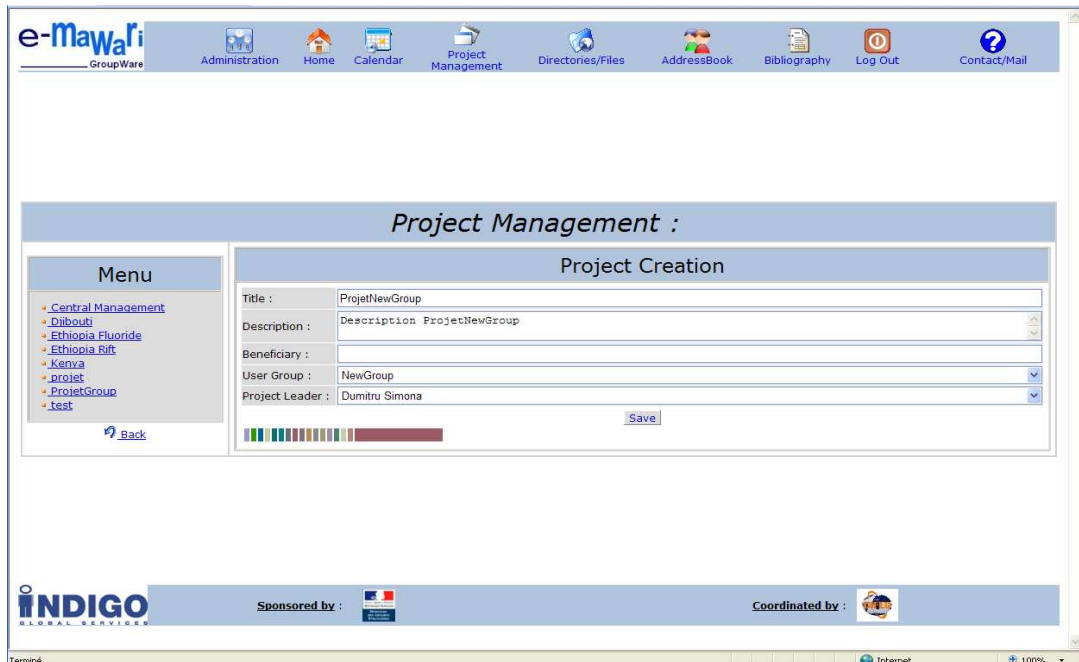 e-mawari
GroupWare
Administration
Home
Calendar
Project
Management
Directories/Files
AddressBook
Bibliography
Log Out
Contact/Mail
Project Management :
Menu
Central Management
Djibouti
Ethiopia Fluoride
Ethiopia Rift
Kenya
projet
ProjetGroup
test
Back
Project Creation
Title : ProjetNewGroup
Description : Description ProjetNewGroup
Beneficiary :
User Group : NewGroup
Project Leader : Dumitru Simona
Save
INDIGO
GLOBAL SERVICES
Sponsored by :
Coordinated by :
Terminé
Internet
100%